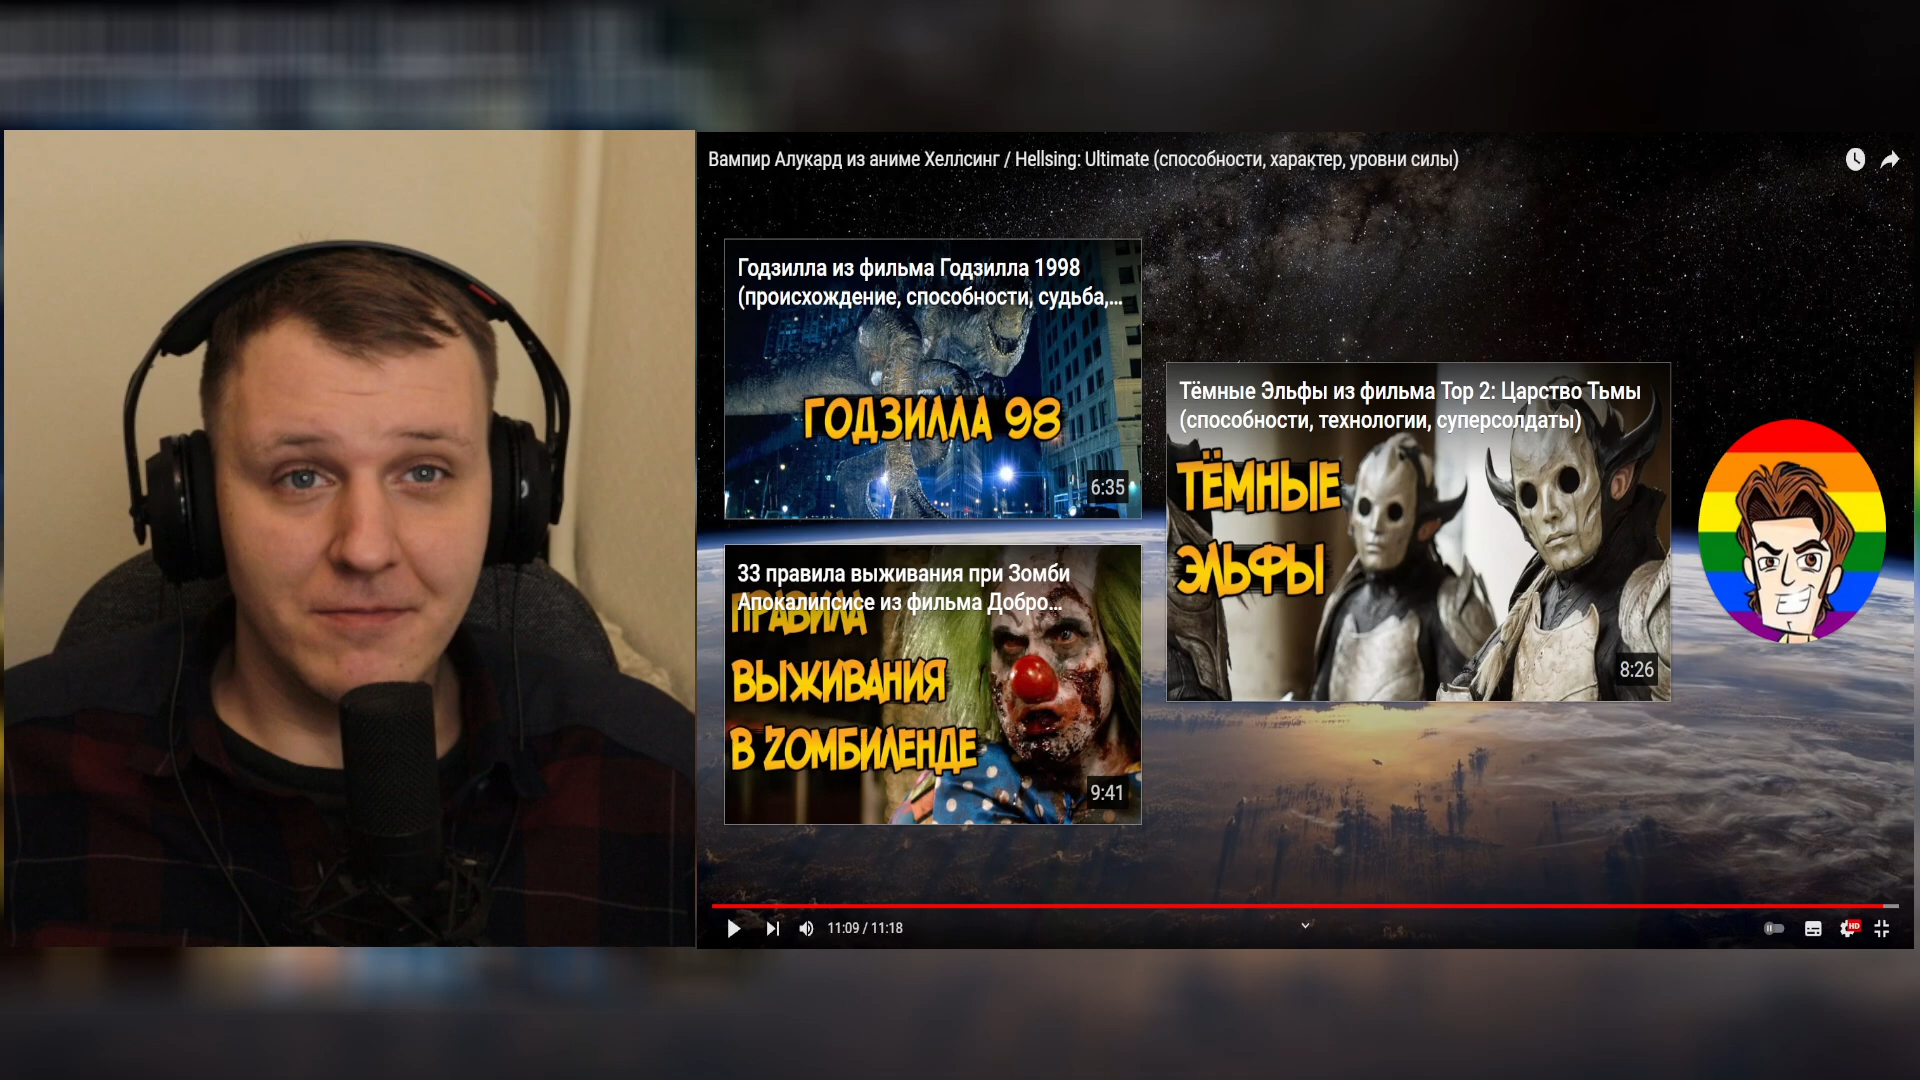 Вампир Алукард из аниме Хеллсинг / Hellsing: Ultimate (способности, характер, уровни силы)
Годзилла из фильма Годзилла 1998
(происхождение, способности, судьба,...
ГОДЗИЛЛА 98
6:35
Тёмные Эльфы из фильма Тор 2: Царство Тьмы
(способности, технологии, суперсолдаты)
ТЁМНЫЕ
ЭЛЬФЫ
8:26
33 правила выживания при Зомби
Апокалипсисе из фильма Добро...
ПРАВИЛА
ВЫЖИВАНИЯ
В ZОМБИЛЕНДЕ
9:41
11:09 / 11:18
HD